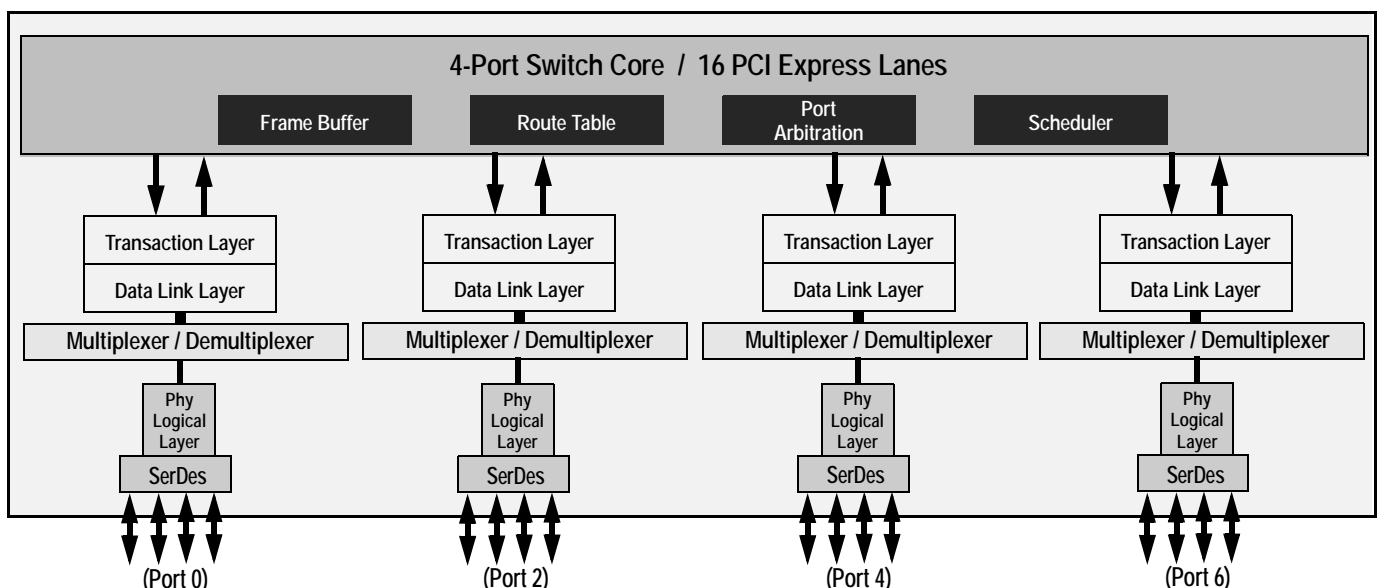 4-Port Switch Core / 16 PCI Express Lanes
Frame Buffer
Route Table
Port
Arbitration
Scheduler
Transaction Layer
Data Link Layer
Multiplexer / Demultiplexer
Phy
Logical
Layer
SerDes
(Port 0)
Transaction Layer
Data Link Layer
Multiplexer / Demultiplexer
Phy
Logical
Layer
SerDes
(Port 2)
Transaction Layer
Data Link Layer
Multiplexer / Demultiplexer
Phy
Logical
Layer
SerDes
(Port 4)
Transaction Layer
Data Link Layer
Multiplexer / Demultiplexer
Phy
Logical
Layer
SerDes
(Port 6)